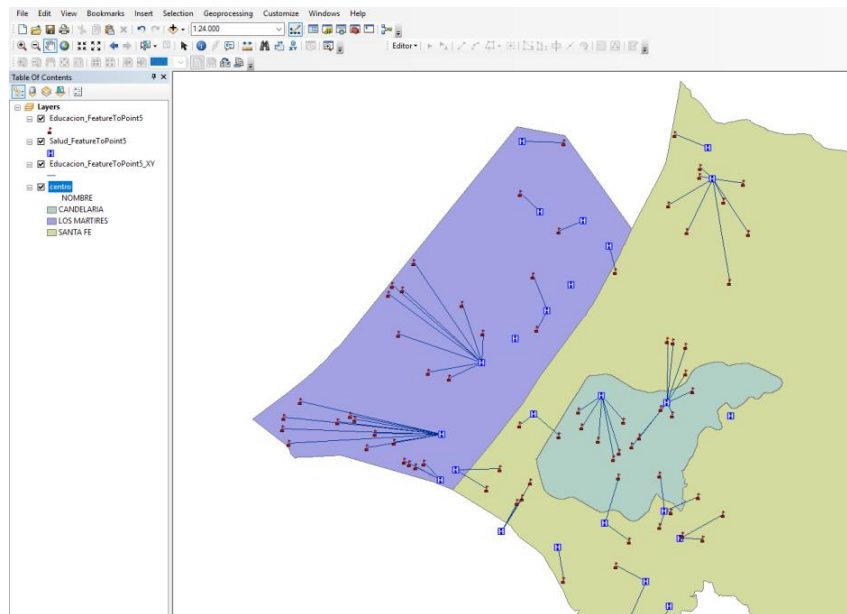 File Edit View Bookmarks Insert Selection Geoprocessing Customize Windows Help
1:24.000
Editor
Table Of Contents
Layers
Educacion_FeatureToPoint5
Salud_FeatureToPoint5
H
Educacion_FeatureToPoint5_XY
centro
NOMBRE
CANDELARIA
LOS MARTIRES
SANTA FE